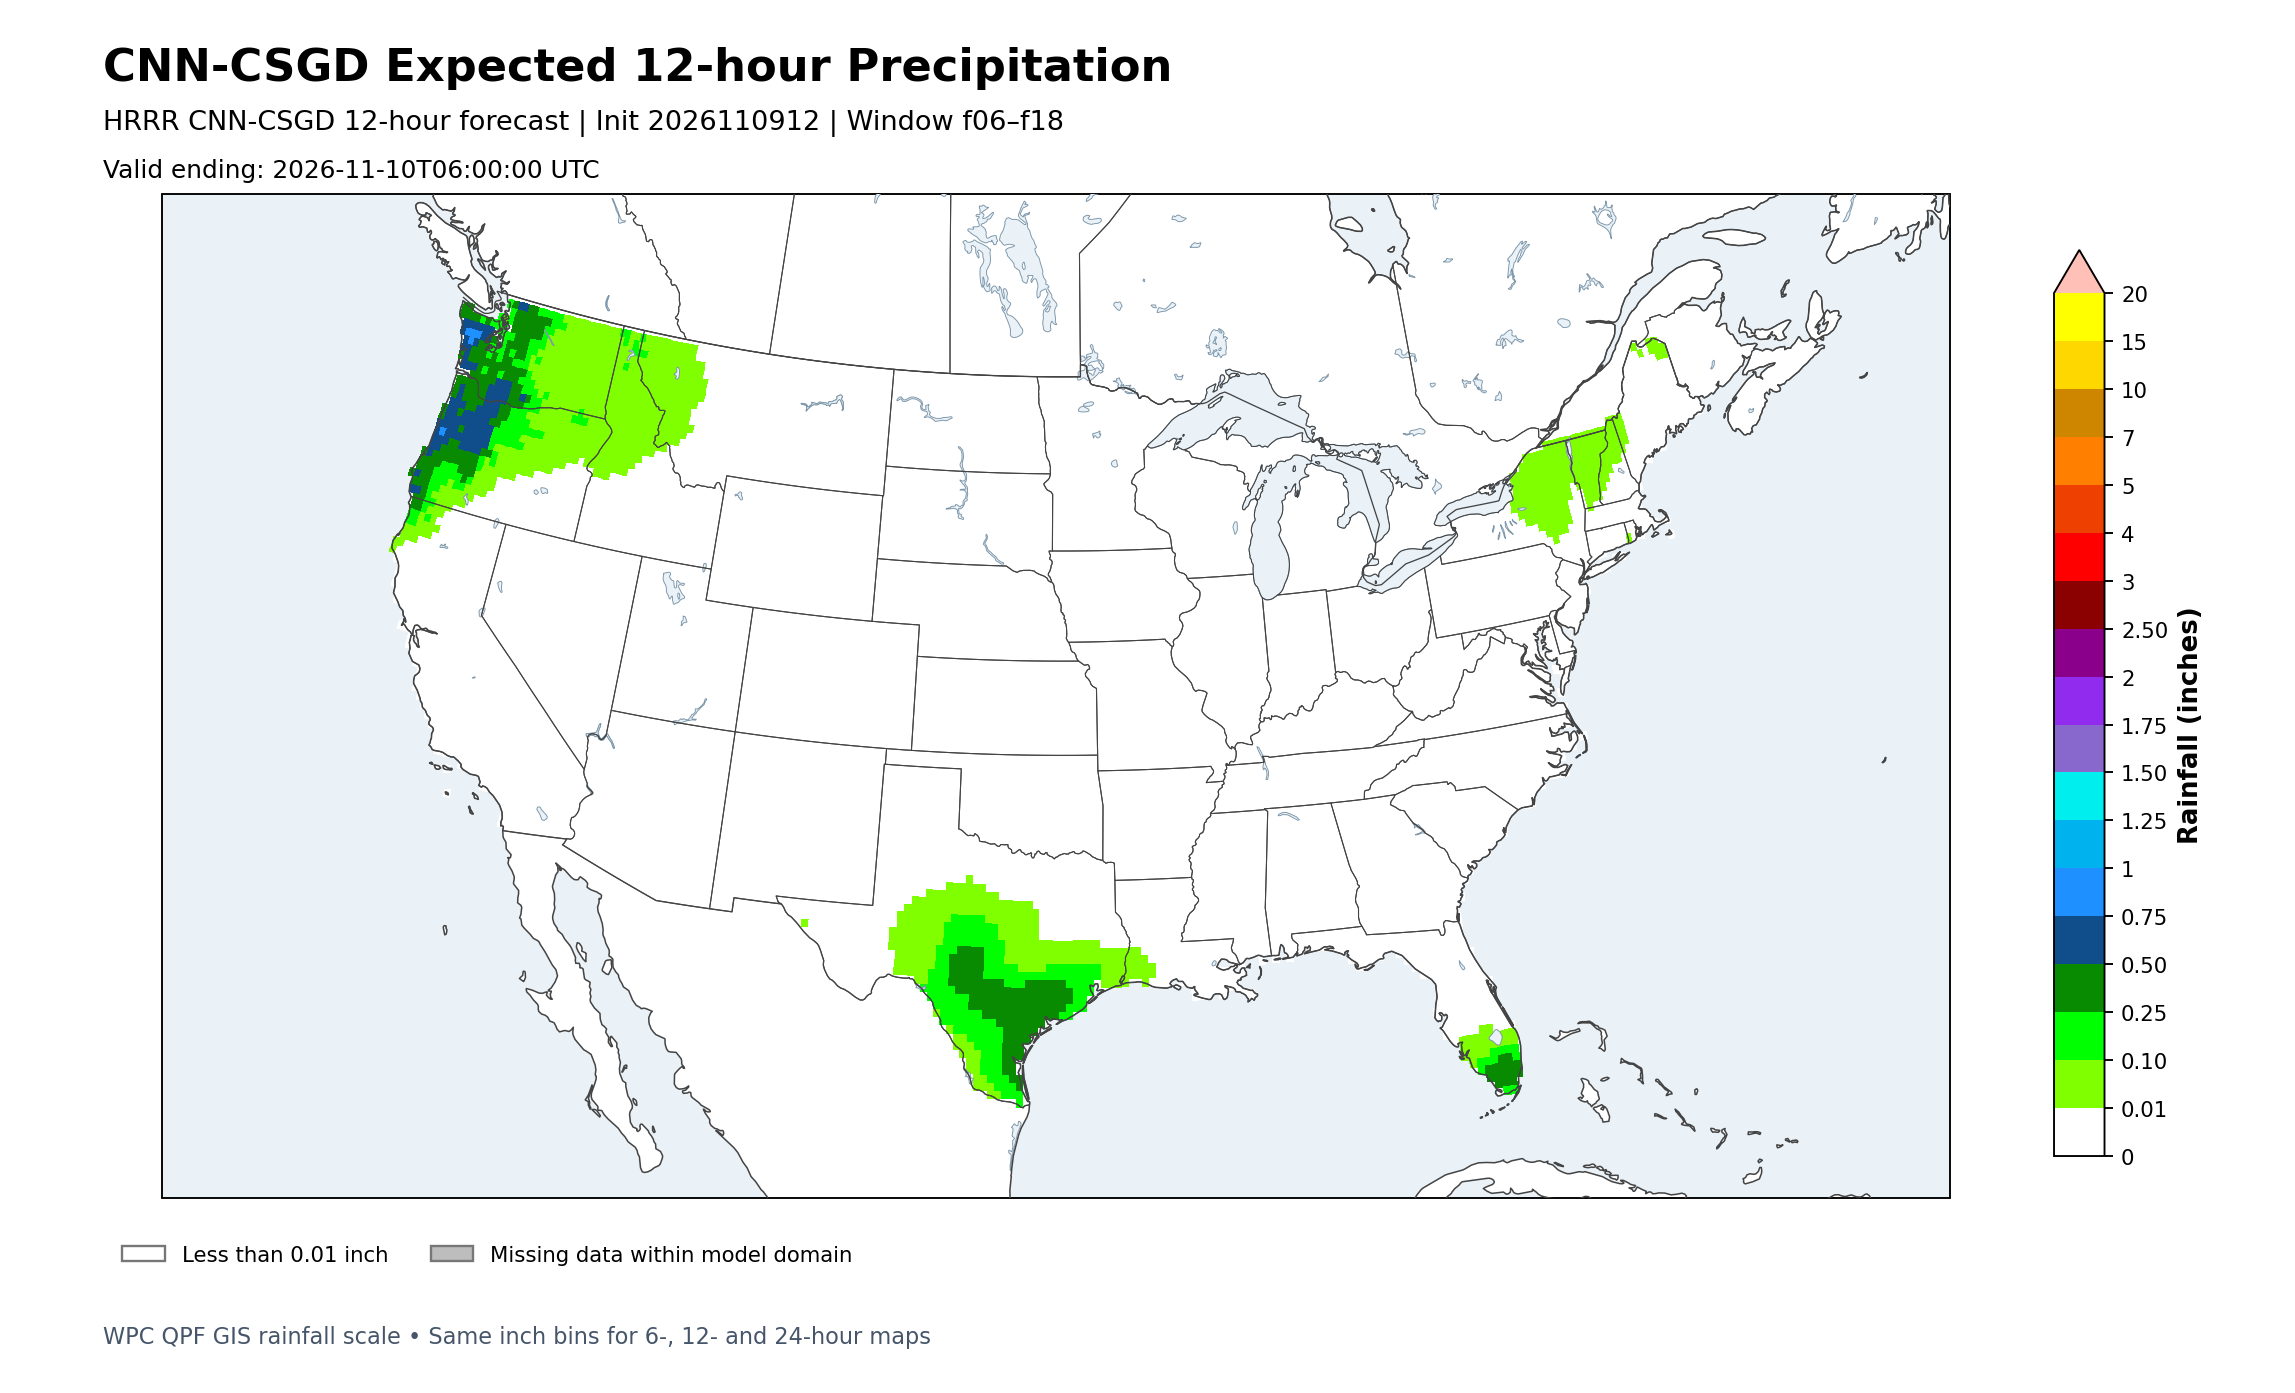 CNN-CSGD Expected 12-hour Precipitation
HRRR CNN-CSGD 12-hour forecast | Init 2026110912 | Window f06–f18
Valid ending: 2026-11-10T06:00:00 UTC
20
15
10
7
5
4
3
2.50
2
1.75
1.50
1.25
1
0.75
0.50
0.25
0.10
0.01
0
Rainfall (inches)
Less than 0.01 inch
Missing data within model domain
WPC QPF GIS rainfall scale • Same inch bins for 6-, 12- and 24-hour maps